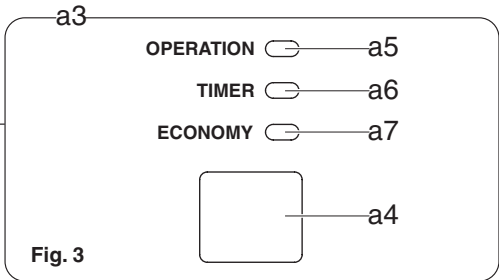 a3
OPERATION a5
TIMER a6
ECONOMY a7
a4
Fig. 3